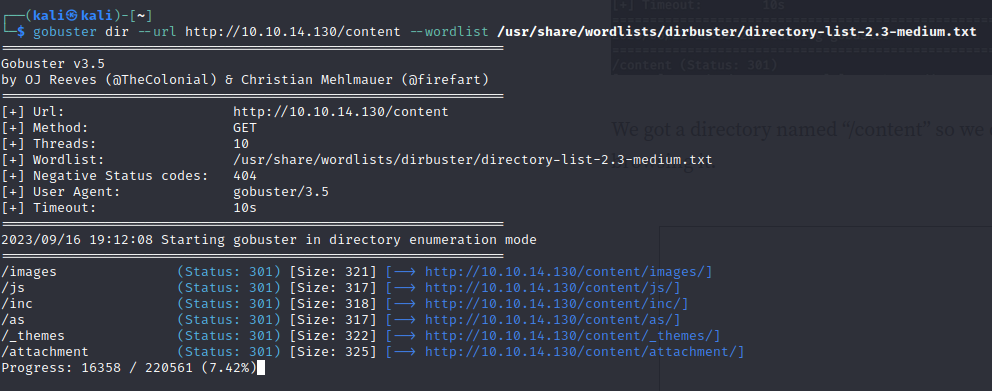 ┌──(kali㉿kali)-[~]
└─$ gobuster dir --url http://10.10.14.130/content --wordlist /usr/share/wordlists/dirbuster/directory-list-2.3-medium.txt
===============================================================
Gobuster v3.5
by OJ Reeves (@TheColonial) & Christian Mehlmauer (@firefart)
===============================================================
[+] Url:                     http://10.10.14.130/content
[+] Method:                  GET
[+] Threads:                 10
[+] Wordlist:                /usr/share/wordlists/dirbuster/directory-list-2.3-medium.txt
[+] Negative Status codes:   404
[+] User Agent:              gobuster/3.5
[+] Timeout:                 10s
===============================================================
2023/09/16 19:12:08 Starting gobuster in directory enumeration mode
===============================================================
/images               (Status: 301) [Size: 321] [--> http://10.10.14.130/content/images/]
/js                   (Status: 301) [Size: 317] [--> http://10.10.14.130/content/js/]
/inc                  (Status: 301) [Size: 318] [--> http://10.10.14.130/content/inc/]
/as                   (Status: 301) [Size: 317] [--> http://10.10.14.130/content/as/]
/_themes              (Status: 301) [Size: 322] [--> http://10.10.14.130/content/_themes/]
/attachment           (Status: 301) [Size: 325] [--> http://10.10.14.130/content/attachment/]
Progress: 16358 / 220561 (7.42%)
[+] Timeout: 10s
/content (Status: 301)
We got a directory named “/content” so we